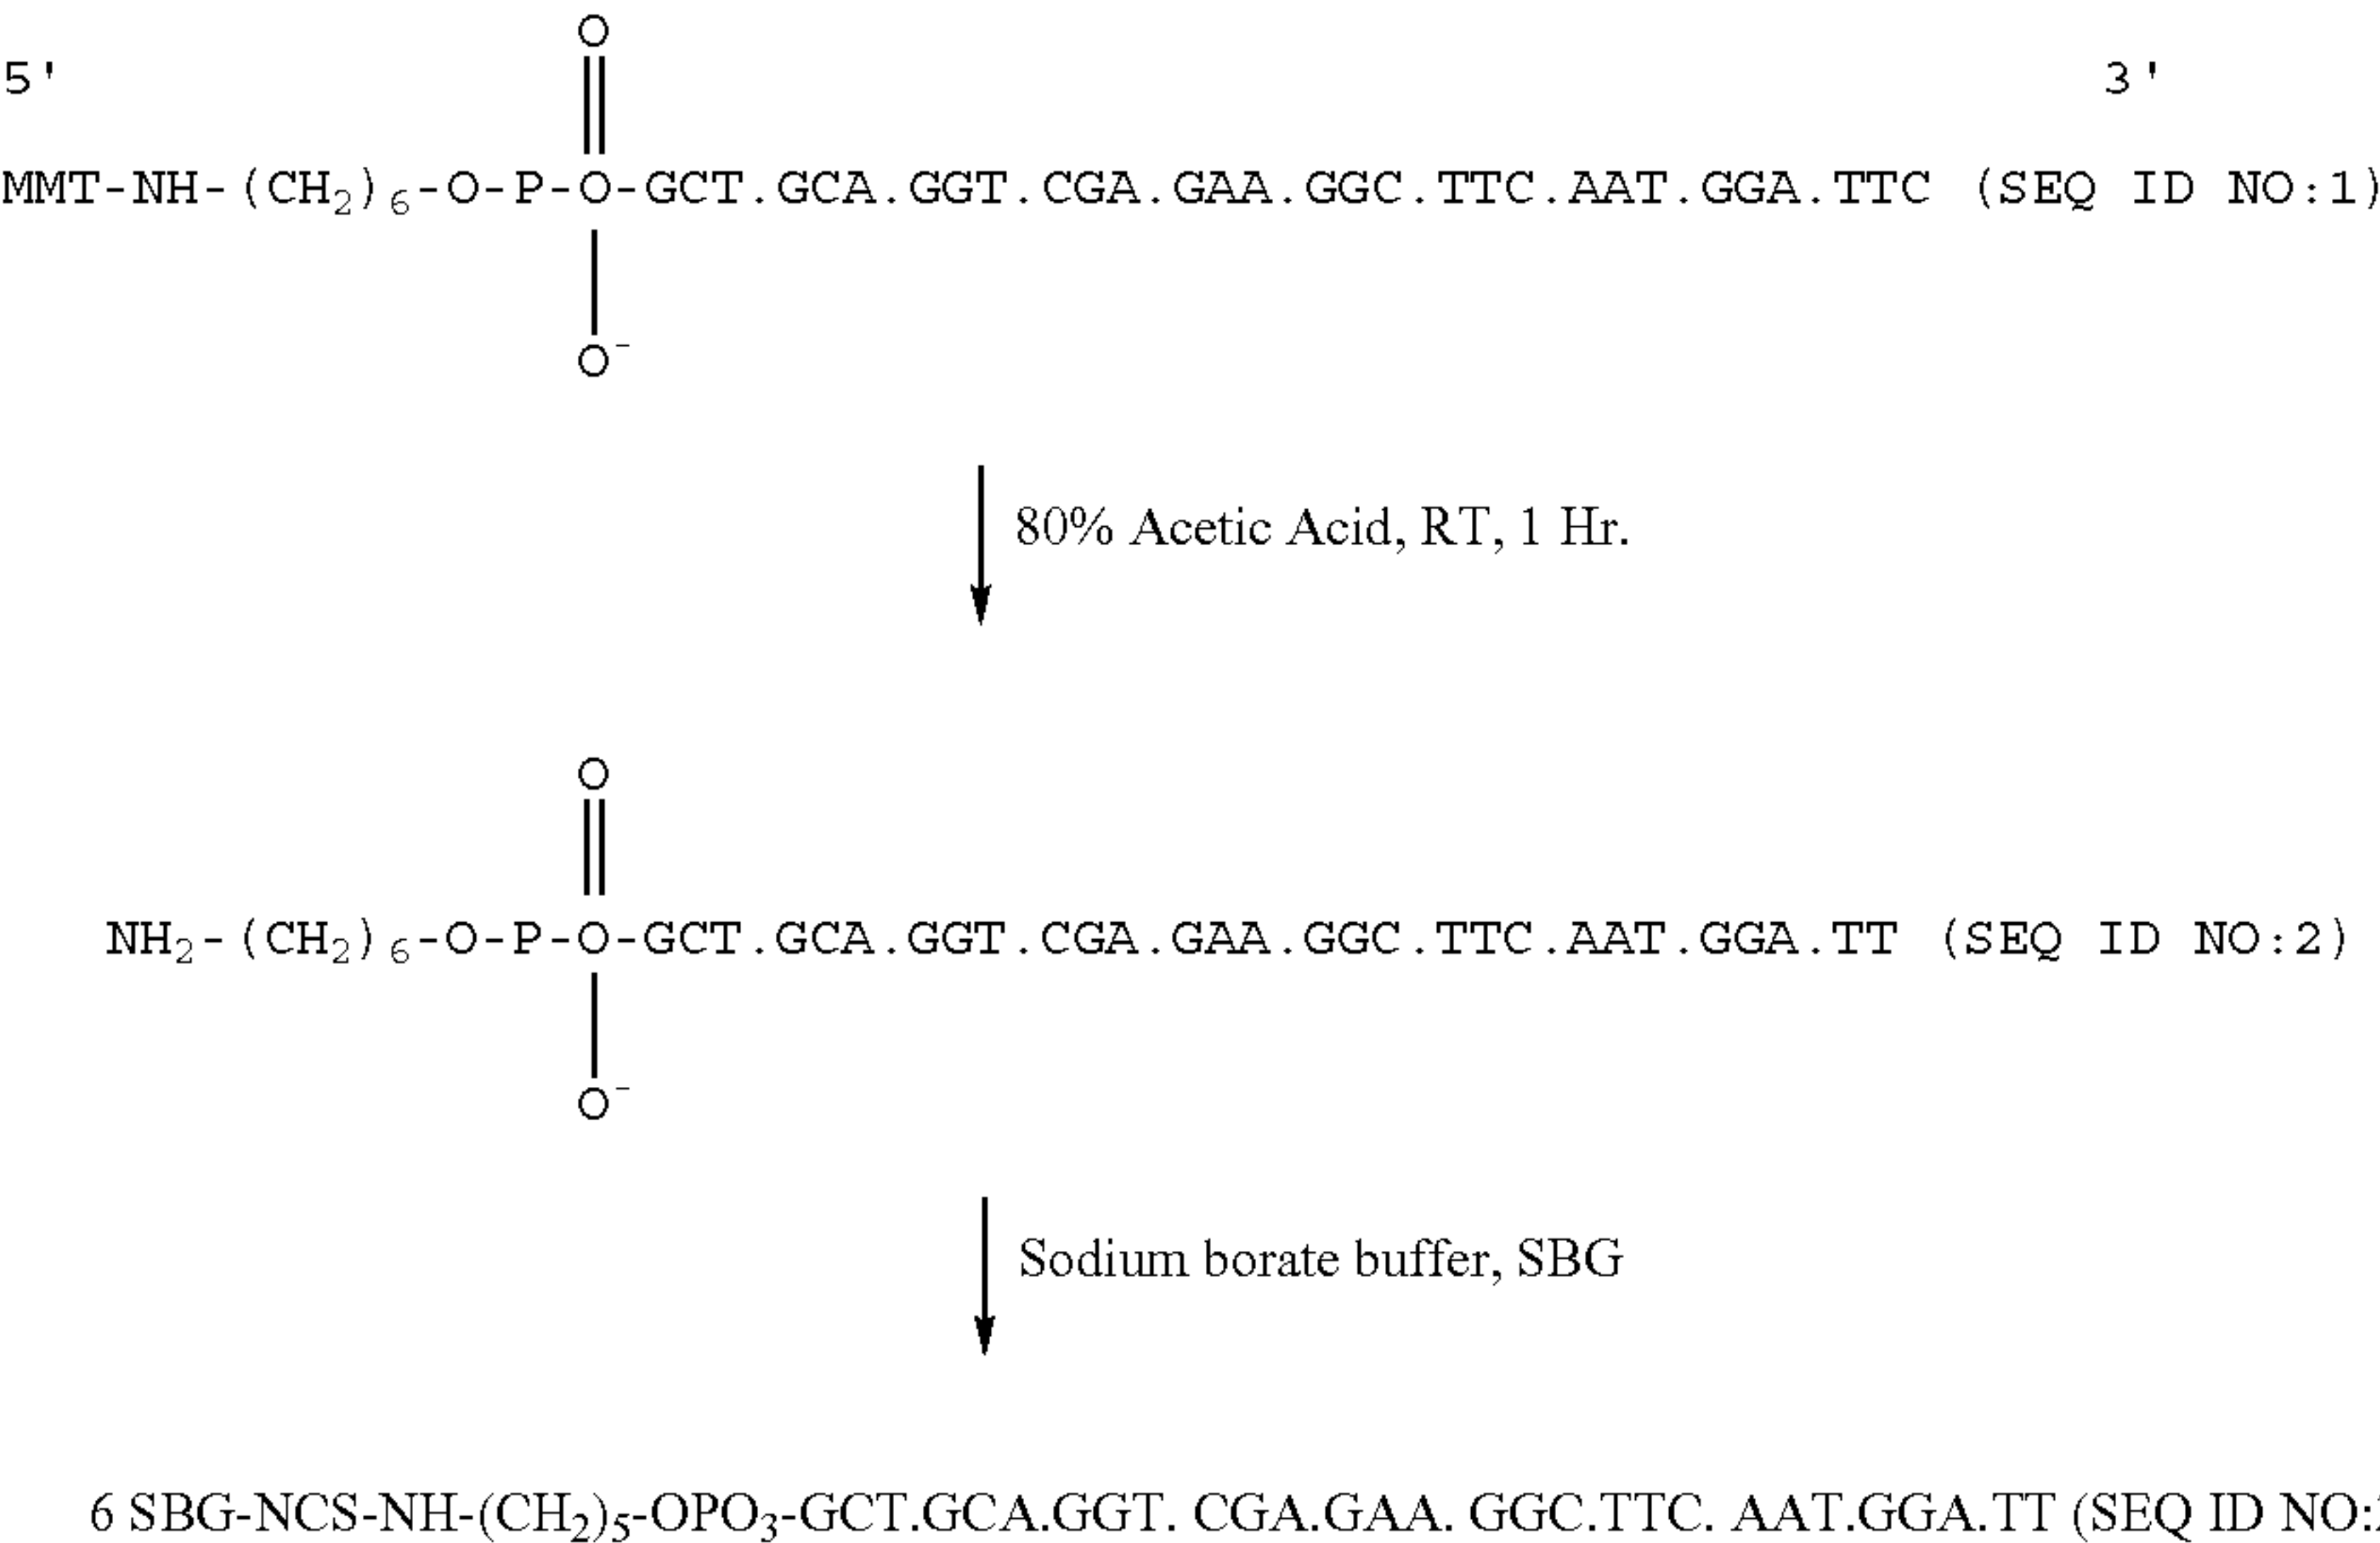 O
5' 3'
MMT-NH-(CH2)6-O-P-O-GCT.GCA.GGT.CGA.GAA.GGC.TTC.AAT.GGA.TTC (SEQ ID NO:1)
O-
80% Acetic Acid, RT, 1 Hr.
O
NH2-(CH2)6-O-P-O-GCT.GCA.GGT.CGA.GAA.GGC.TTC.AAT.GGA.TT (SEQ ID NO:2)
O-
Sodium borate buffer, SBG
6 SBG-NCS-NH-(CH2)5-OPO3-GCT.GCA.GGT. CGA.GAA. GGC.TTC. AAT.GGA.TT (SEQ ID NO: